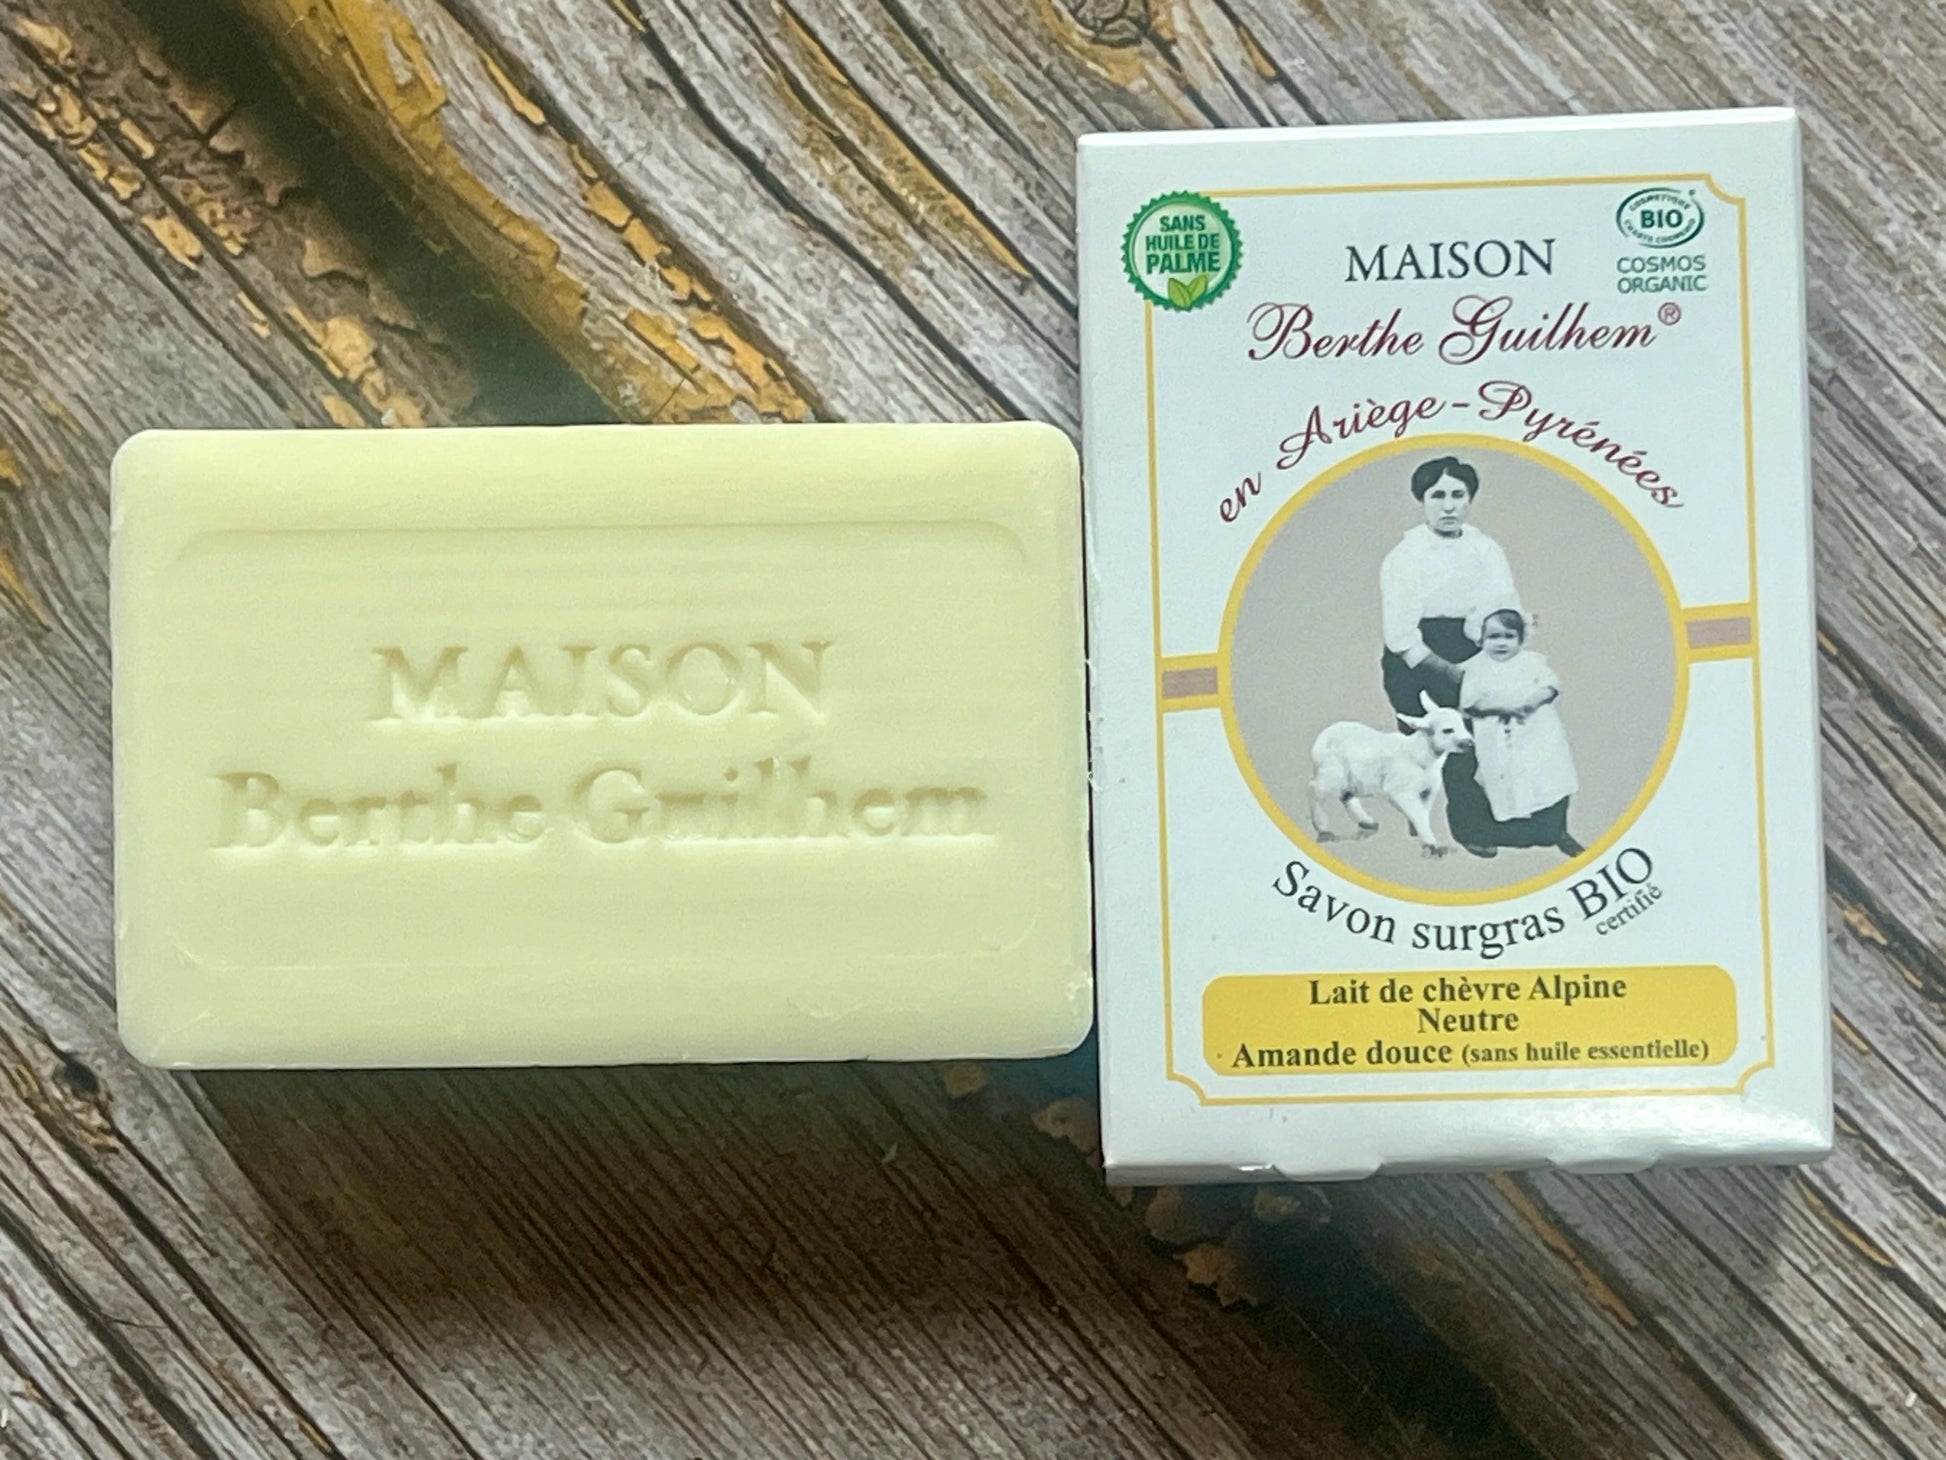 MAISON
Berthe Guilhem
SANS
HUILE DE
PALME
COSMETIQUE
BIO
COSMOS
ORGANIC
MAISON
Berthe Guilhem®
en Ariège-Pyrénées
Savon surgras BIO
certifié
Lait de chèvre Alpine
Neutre
Amande douce (sans huile essentielle)